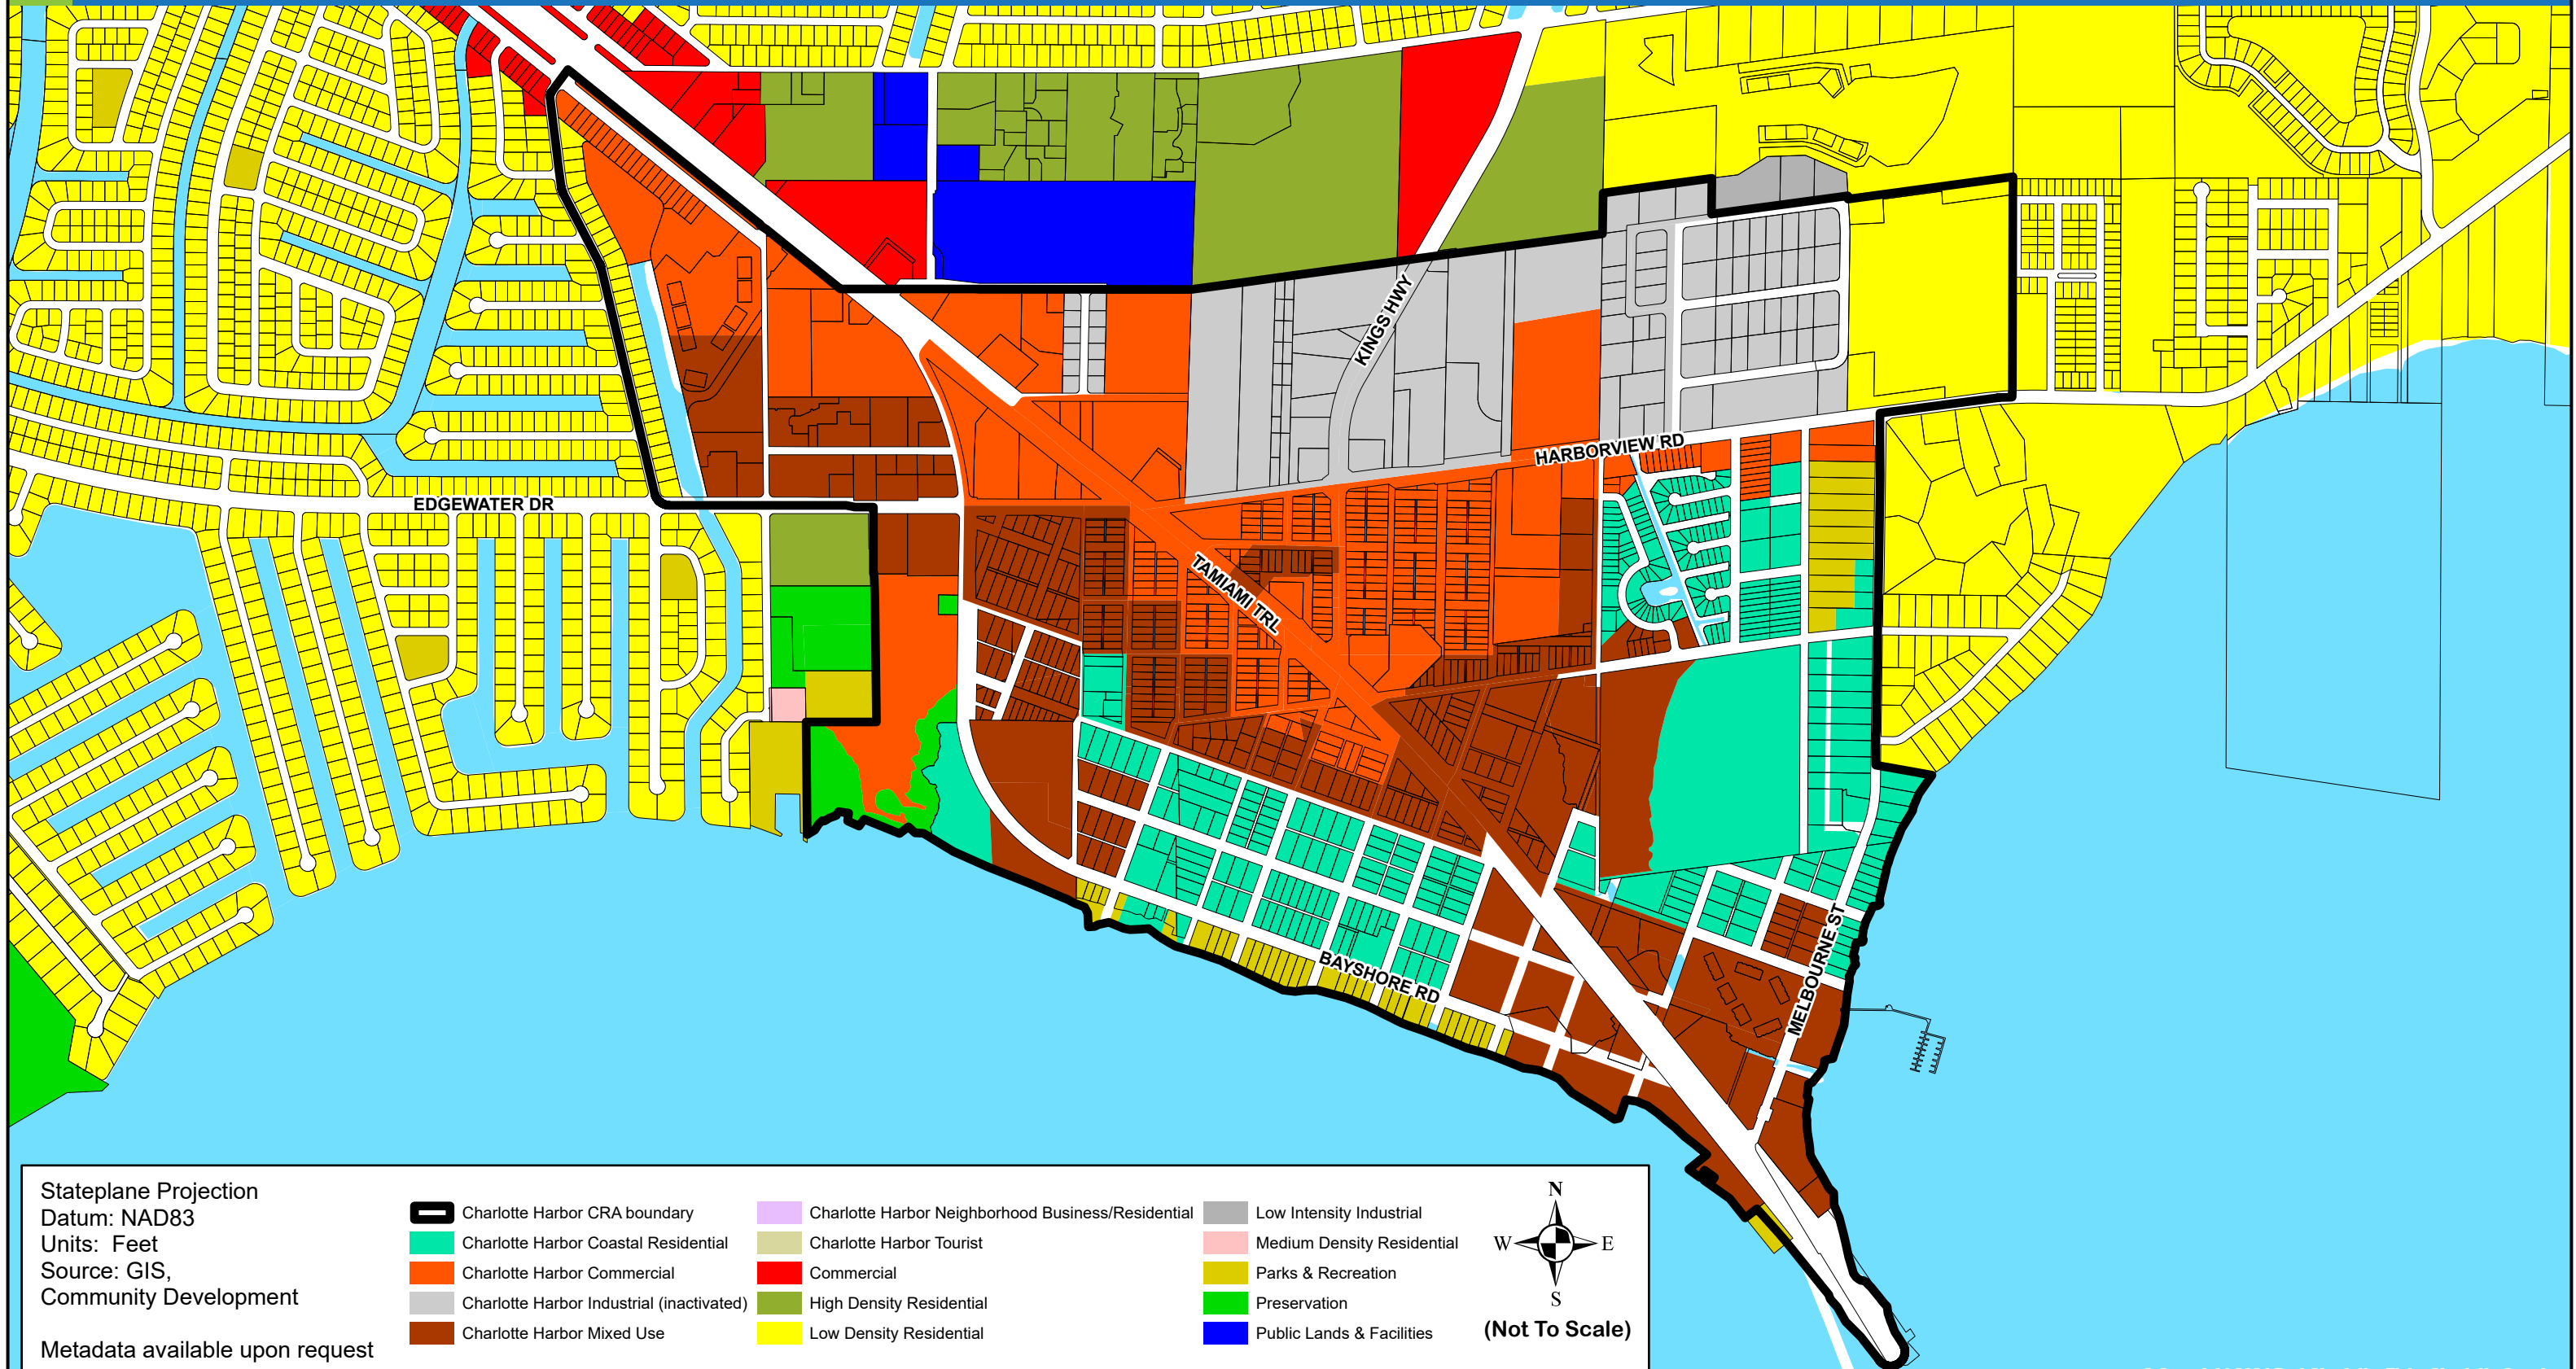 KINGS HWY
HARBORVIEW RD
EDGEWATER DR
TAMIAMI TRL
BAYSHORE RD
MELBOURNE ST
Stateplane Projection
Datum: NAD83
Units: Feet
Source: GIS,
Community Development
Metadata available upon request
Charlotte Harbor CRA boundary
Charlotte Harbor Coastal Residential
Charlotte Harbor Commercial
Charlotte Harbor Industrial (inactivated)
Charlotte Harbor Mixed Use
Charlotte Harbor Neighborhood Business/Residential
Charlotte Harbor Tourist
Commercial
High Density Residential
Low Density Residential
Low Intensity Industrial
Medium Density Residential
Parks & Recreation
Preservation
Public Lands & Facilities
N
W E
S
(Not To Scale)